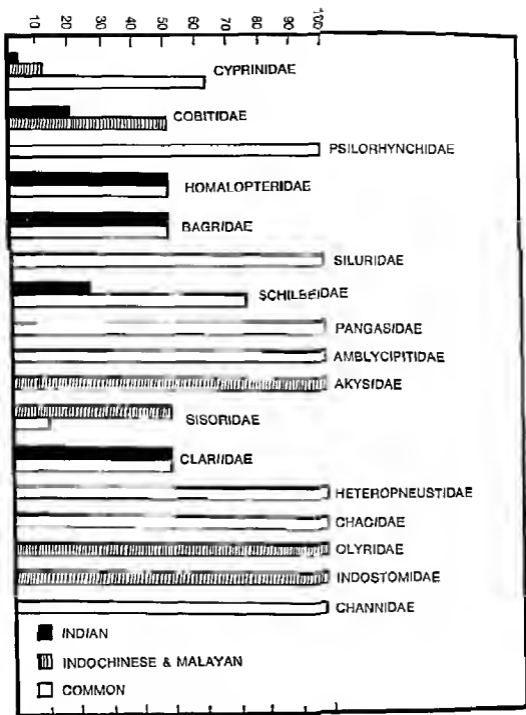 10 20 30 40 50 60 70 80 90 100
CYPRINIDAE
COBITIDAE
PSILORHYNCHIDAE
HOMALOPTERIDAE
BAGRIDAE
SILURIDAE
SCHILBEIDAE
PANGASIDAE
AMBLYCIPITIDAE
AKYSIDAE
SISORIDAE
CLARIIDAE
HETEROPNEUSTIDAE
CHACIDAE
OLYRIDAE
INDOSTOMIDAE
CHANNIDAE
INDIAN
INDOCHINESE & MALAYAN
COMMON